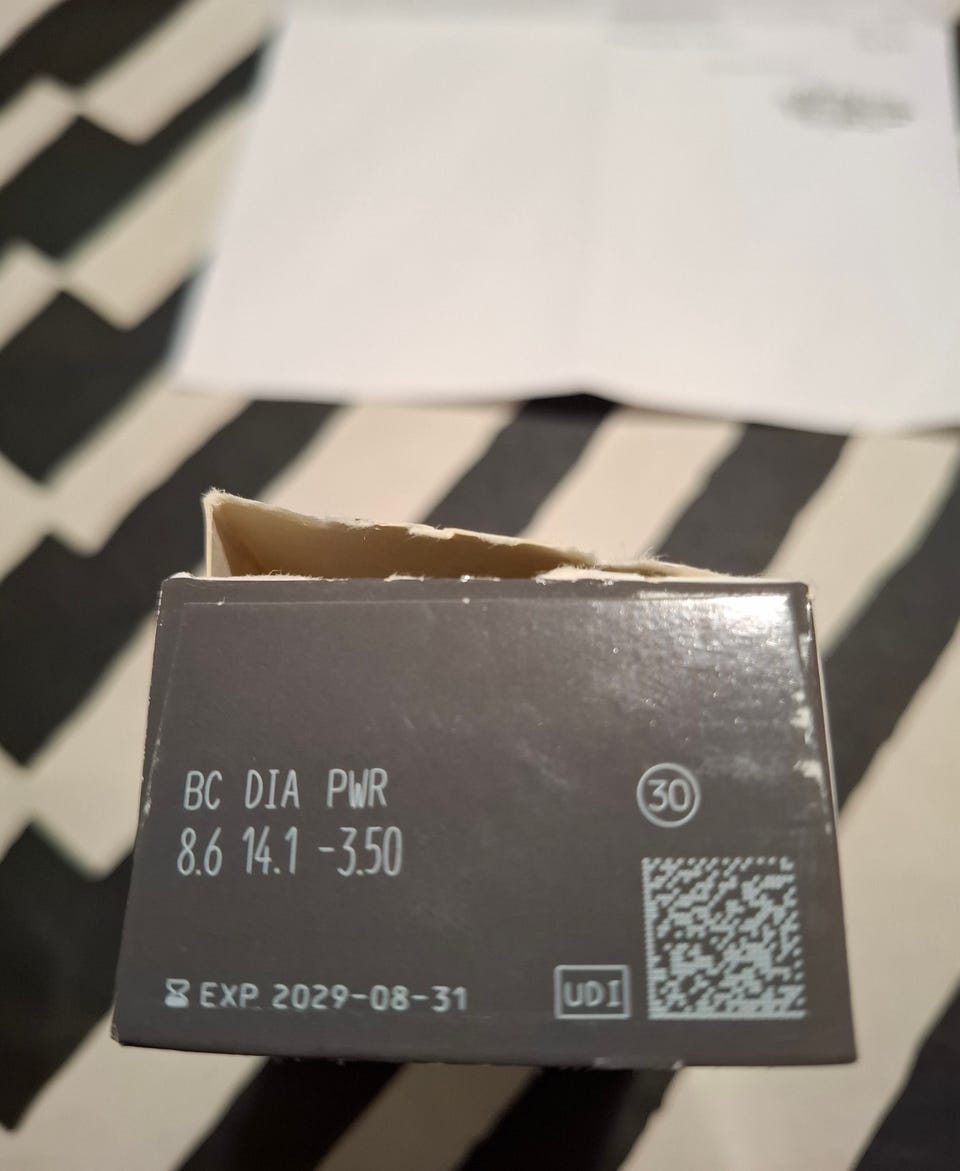 BC DIA PWR
8.6 14.1 -3.50
30
EXP 2029-08-31
UDI